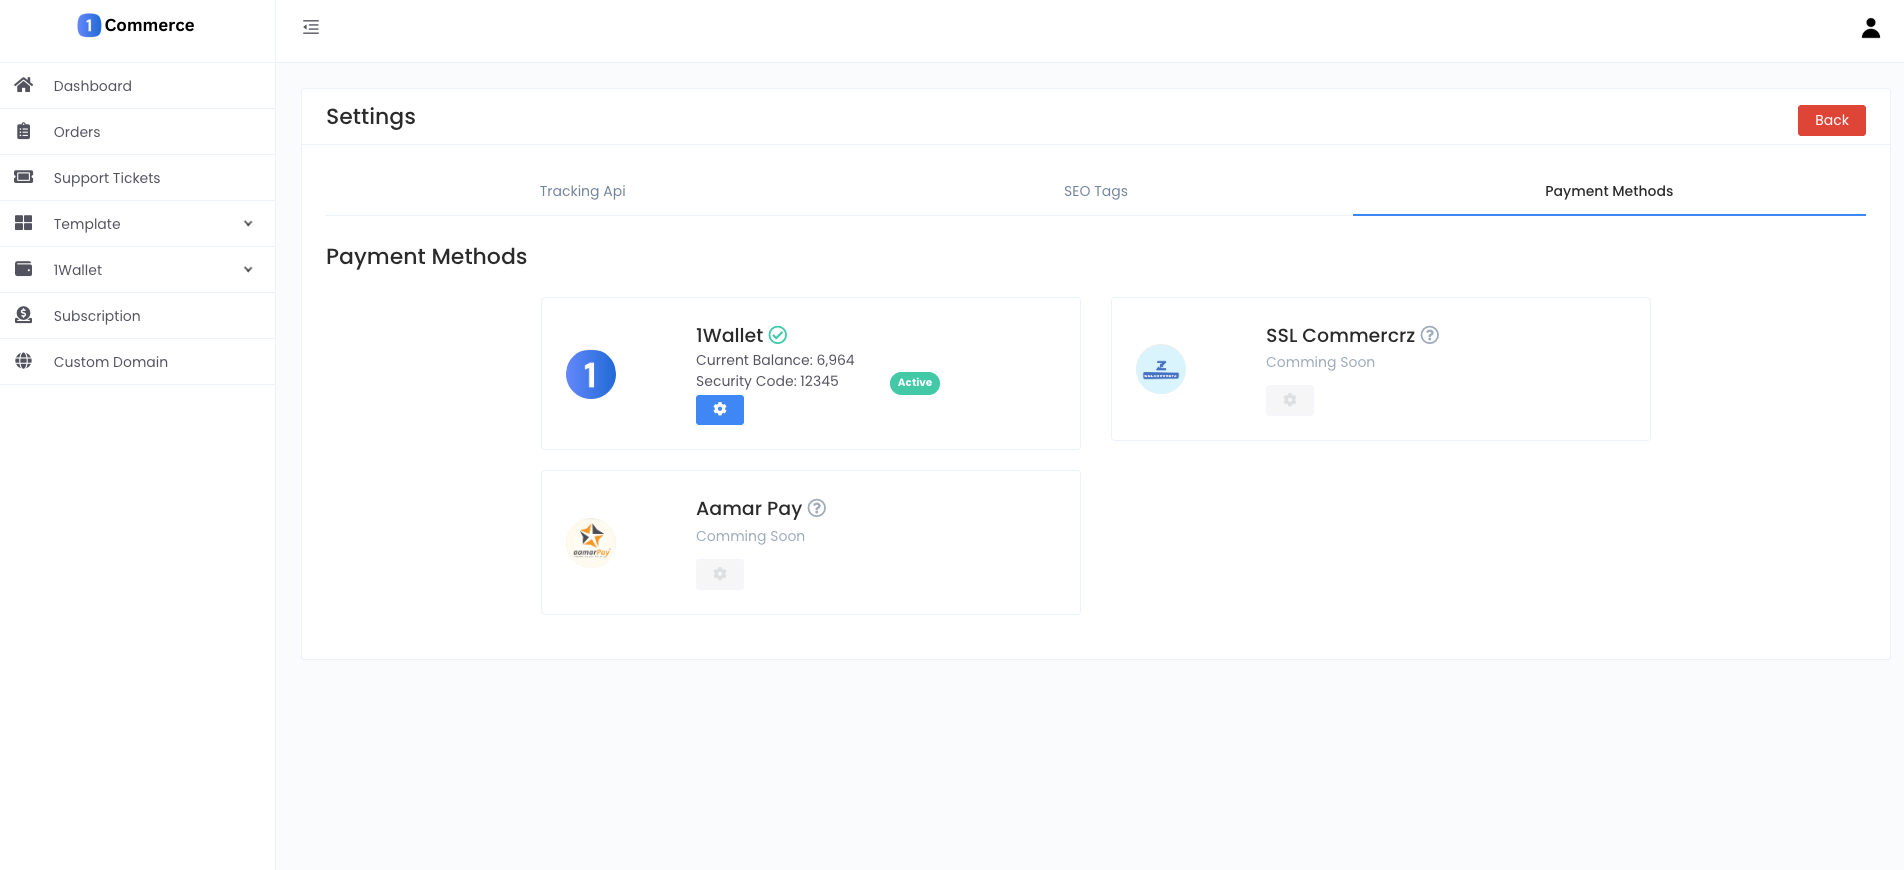 1 Commerce
Dashboard
Orders
Support Tickets
Template
1Wallet
Subscription
Custom Domain
Settings
Back
Tracking Api
SEO Tags
Payment Methods
Payment Methods
1
1Wallet
Current Balance: 6,964
Security Code: 12345
Active
SSL Commercrz
Comming Soon
aamarPay
Aamar Pay
Comming Soon